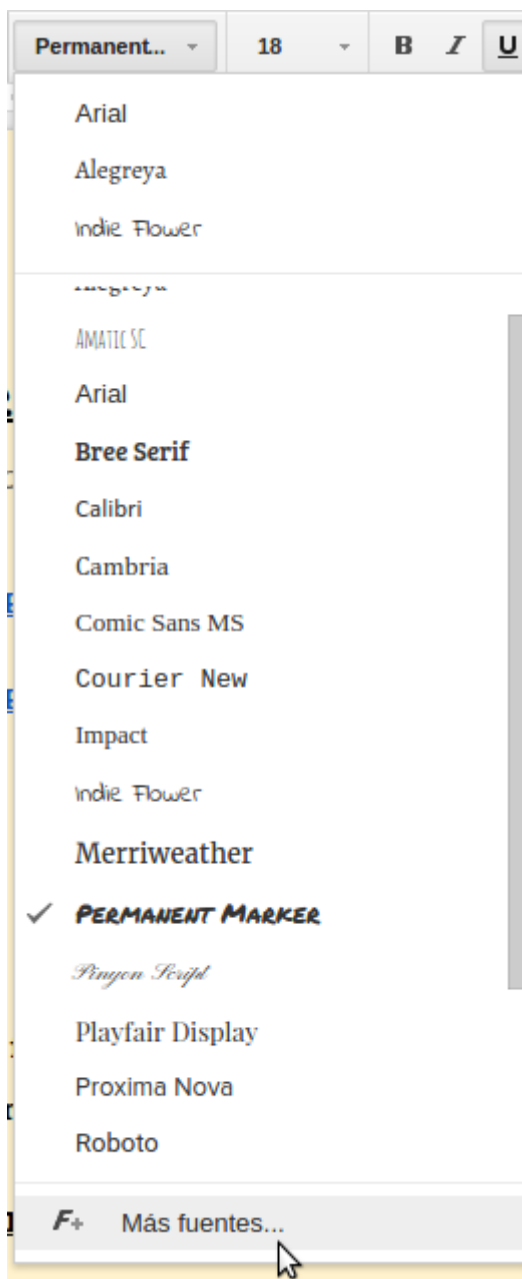 Permanent... 18 B I U
Arial
Alegreya
Indie Flower
Alegreya
Amatic SC
Arial
Bree Serif
Calibri
Cambria
Comic Sans MS
Courier New
Impact
Indie Flower
Merriweather
Permanent Marker
Pinyon Script
Playfair Display
Proxima Nova
Roboto
F+ Más fuentes...